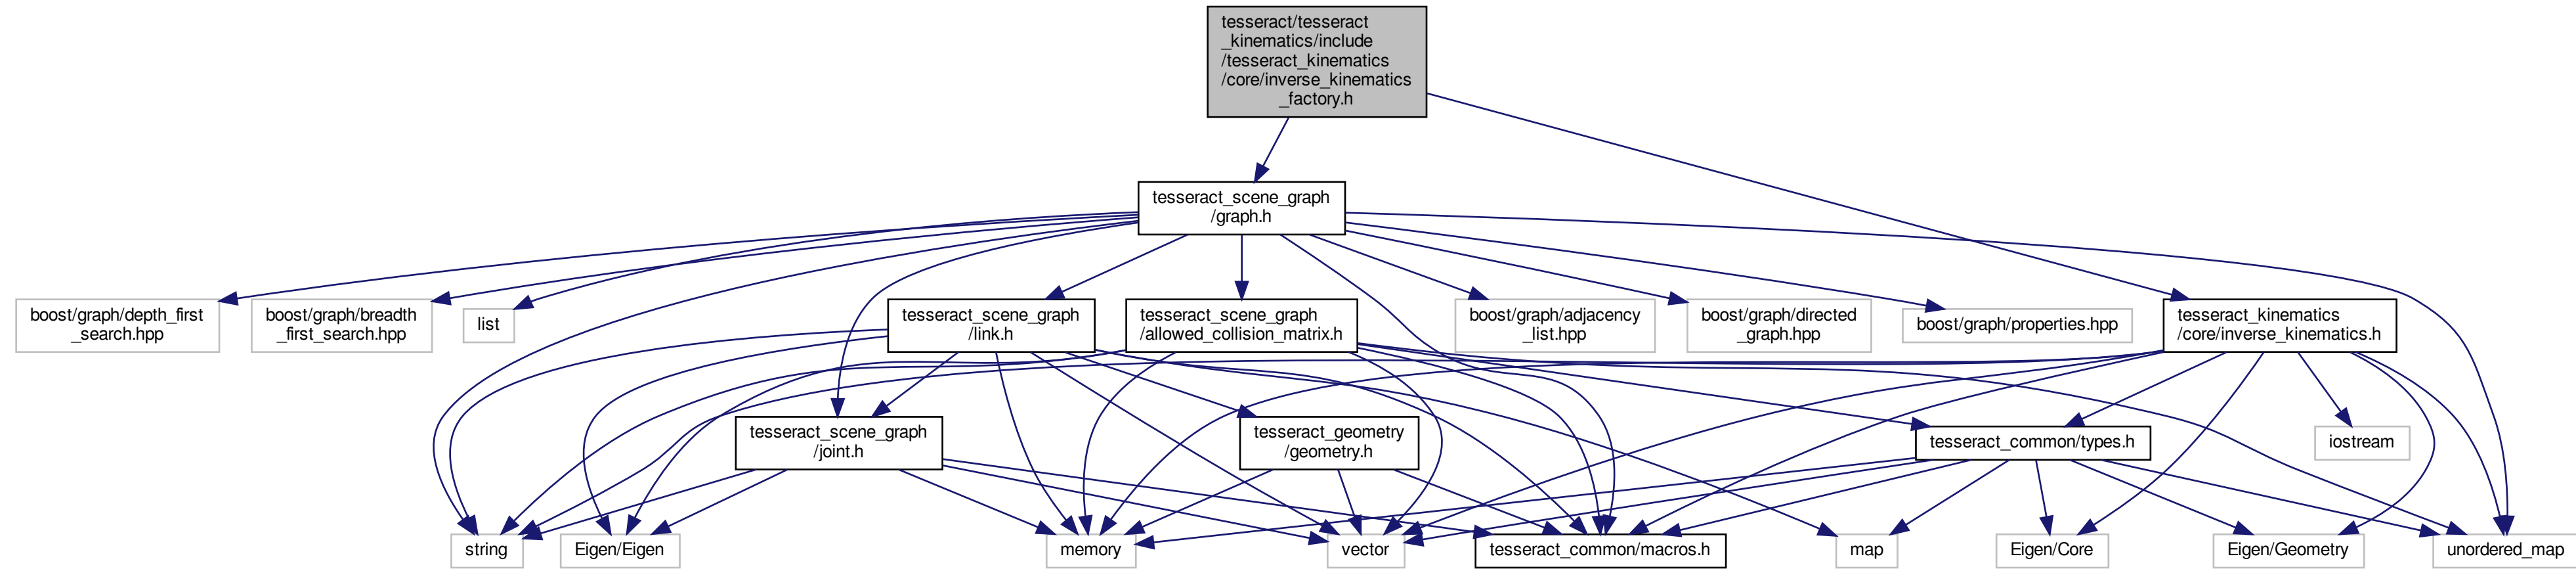 tesseract/tesseract
_kinematics/include
/tesseract_kinematics
/core/inverse_kinematics
_factory.h
tesseract_scene_graph
/graph.h
boost/graph/depth_first
_search.hpp
boost/graph/breadth
_first_search.hpp
list
tesseract_scene_graph
/link.h
tesseract_scene_graph
/allowed_collision_matrix.h
boost/graph/adjacency
_list.hpp
boost/graph/directed
_graph.hpp
boost/graph/properties.hpp
tesseract_kinematics
/core/inverse_kinematics.h
tesseract_scene_graph
/joint.h
tesseract_geometry
/geometry.h
tesseract_common/types.h
iostream
string
Eigen/Eigen
memory
vector
tesseract_common/macros.h
map
Eigen/Core
Eigen/Geometry
unordered_map